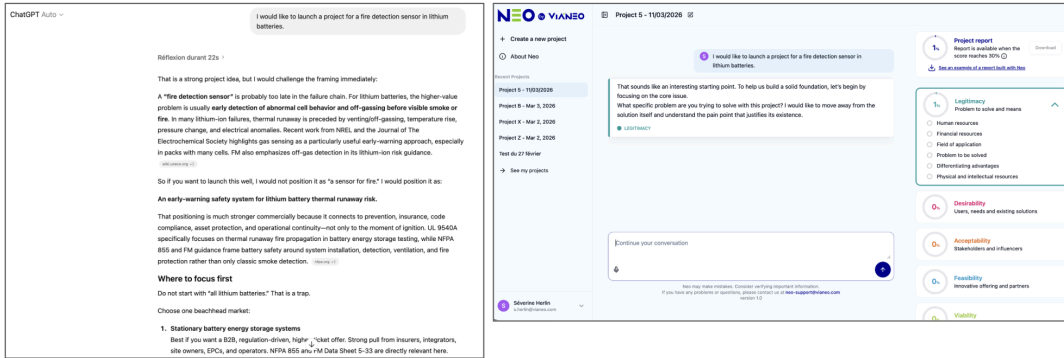 ChatGPT Auto
I would like to launch a project for a fire detection sensor in lithium
batteries.
Réflexion durant 22s
That is a strong project idea, but I would challenge the framing immediately:
A "fire detection sensor" is probably too late in the failure chain. For lithium batteries, the higher-value
problem is usually early detection of abnormal cell behavior and off-gassing before visible smoke or
fire. In many lithium-ion failures, thermal runaway is preceded by venting/off-gassing, temperature rise,
pressure change, and electrical anomalies. Recent work from NREL and the Journal of The
Electrochemical Society highlights gas sensing as a particularly useful early-warning approach, especially
in packs with many cells. FM also emphasizes off-gas detection in its lithium-ion risk guidance.
So if you want to launch this well, I would not position it as "a sensor for fire." I would position it as:
An early-warning safety system for lithium battery thermal runaway risk.
That positioning is much stronger commercially because it connects to prevention, insurance, code
compliance, asset protection, and operational continuity—not only to the moment of ignition. UL 9540A
specifically focuses on thermal runaway fire propagation in battery energy storage testing, while NFPA
855 and FM guidance frame battery safety around system installation, detection, ventilation, and fire
protection rather than only classic smoke detection.
Where to focus first
Do not start with "all lithium batteries." That is a trap.
Choose one beachhead market:
1. Stationary battery energy storage systems
Best if you want a B2B, regulation-driven, higher ticket offer. Strong pull from insurers, integrators,
site owners, EPCs, and operators. NFPA 855 and FM Data Sheet 5-33 are directly relevant here.
NEO VIANEO
+ Create a new project
About Neo
Recent Projects
Project 5 - 11/03/2026
Project B - Mar 3, 2026
Project X - Mar 2, 2026
Project Z - Mar 2, 2026
Test du 27 février
See my projects
S
Séverine Herlin
s.herlin@vianeo.com
Project 5 - 11/03/2026
S
I would like to launch a project for a fire detection sensor in
lithium batteries.
That sounds like an interesting starting point. To help us build a solid foundation, let's begin by
focusing on the core issue.
What specific problem are you trying to solve with this project? I would like to move away from the
solution itself and understand the pain point that justifies its existence.
LEGITIMACY
Continue your conversation
Neo may make mistakes. Consider verifying important information.
If you have any problems or questions, please contact us at neo-support@vianeo.com
version 1.0
1%
Project report
Report is available when the
score reaches 30%
Download
See an example of a report built with Neo
1%
Legitimacy
Problem to solve and means
Human resources
Financial resources
Field of application
Problem to be solved
Differentiating advantages
Physical and intellectual resources
0%
Desirability
Users, needs and existing solutions
0%
Acceptability
Stakeholders and influencers
0%
Feasibility
Innovative offering and partners
0%
Viability